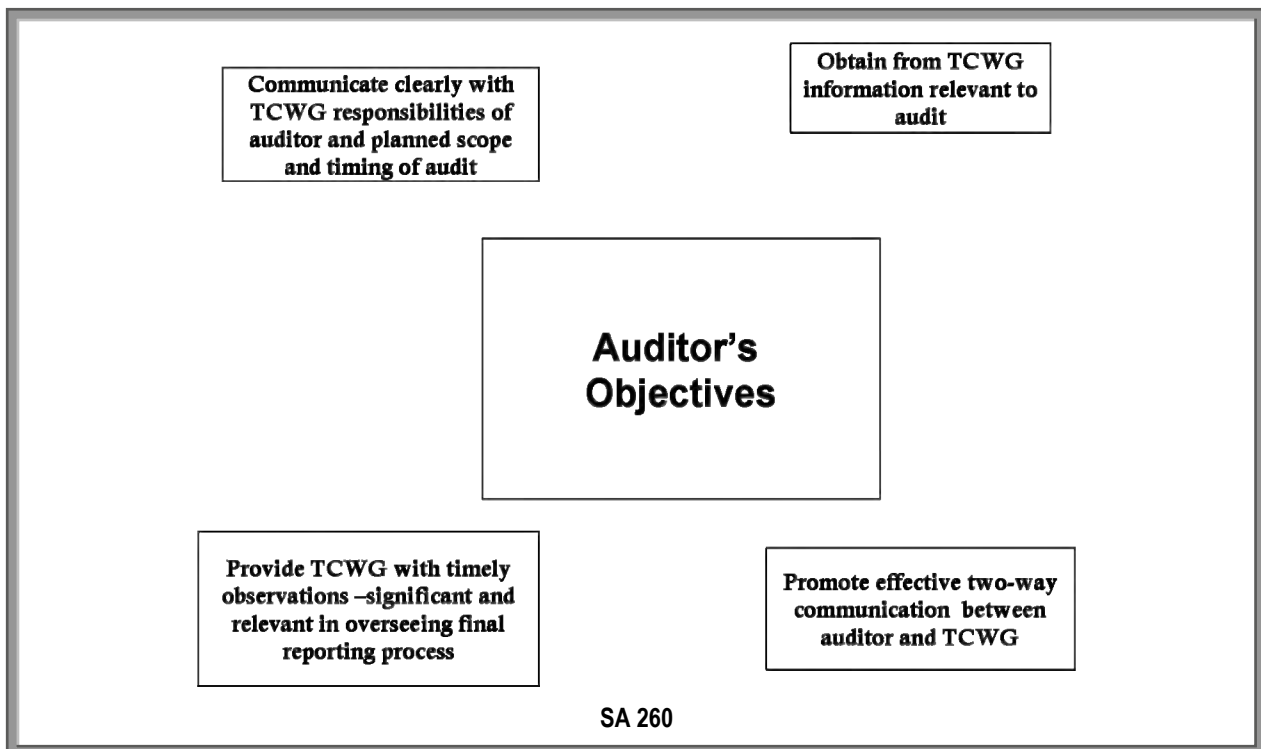 Communicate clearly with
TCWG responsibilities of
auditor and planned scope
and timing of audit
Obtain from TCWG
information relevant to
audit
Auditor’s
Objectives
Provide TCWG with timely
observations –significant and
relevant in overseeing final
reporting process
Promote effective two-way
communication between
auditor and TCWG
SA 260